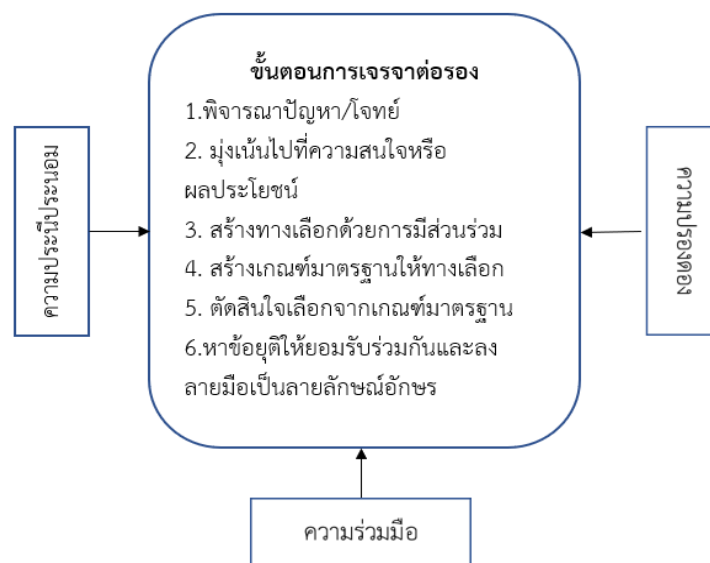 ขั้นตอนการเจรจาต่อรอง
1.พิจารณาปัญหา/โจทย์
2. มุ่งเน้นไปที่ความสนใจหรือ
ผลประโยชน์
3. สร้างทางเลือกด้วยการมีส่วนร่วม
4. สร้างเกณฑ์มาตรฐานให้ทางเลือก
5. ตัดสินใจเลือกจากเกณฑ์มาตรฐาน
6.หาข้อยุติให้ยอมรับร่วมกันและลง
ลายมือเป็นลายลักษณ์อักษร
ความประนีประนอม
ความปรองดอง
ความร่วมมือ